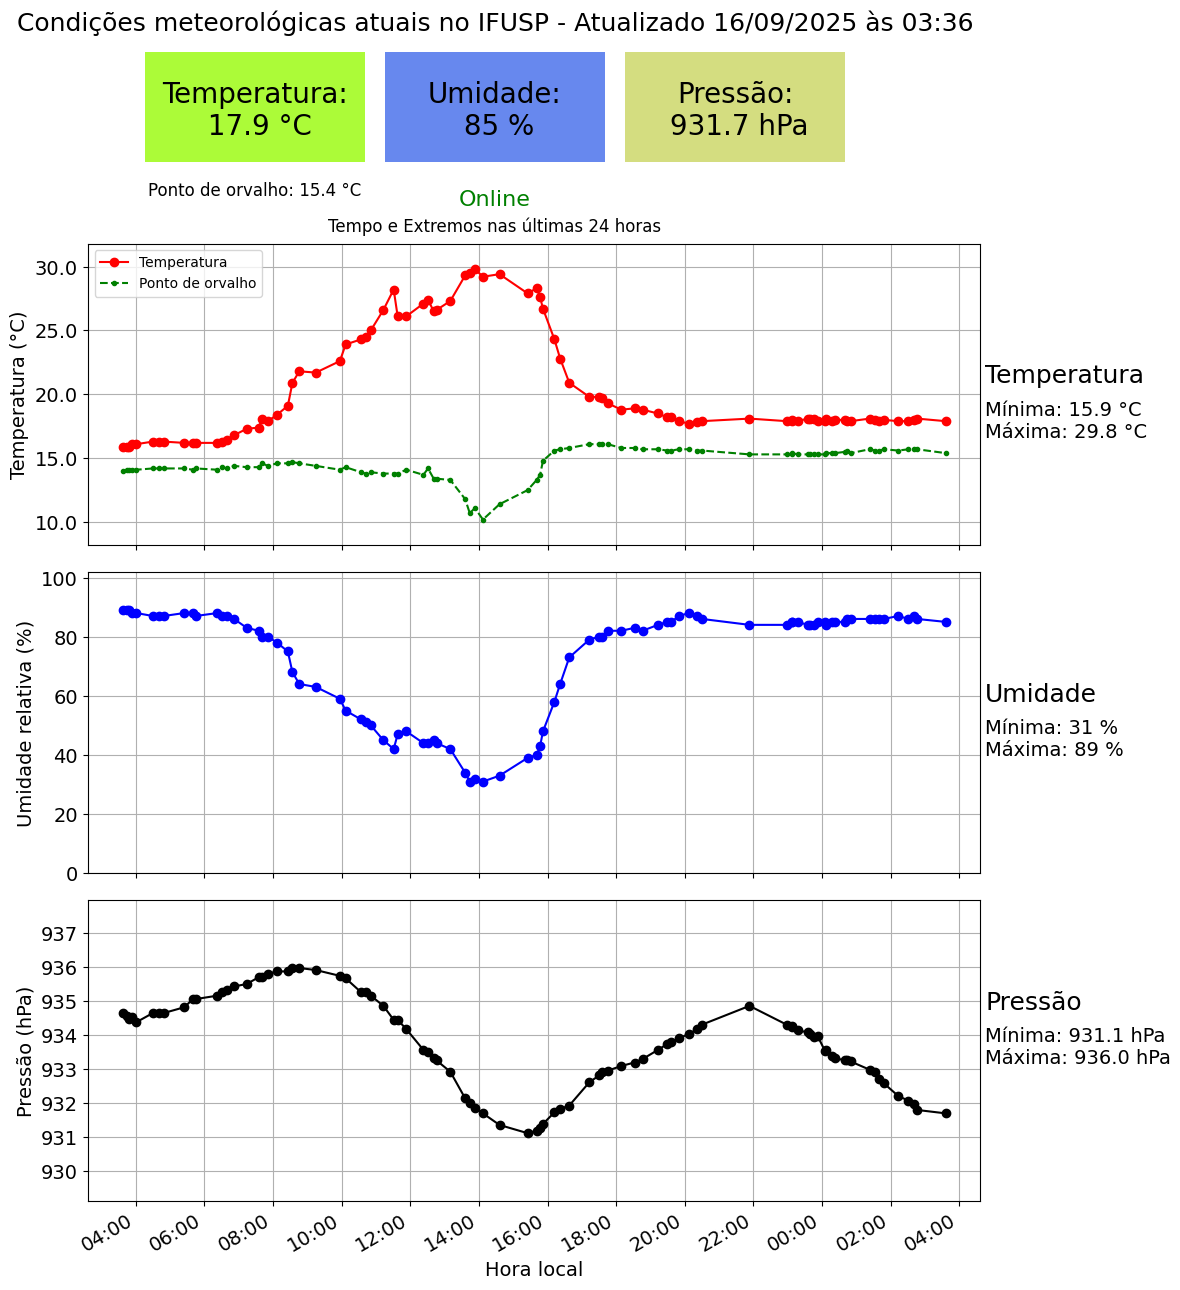 Condições meteorológicas atuais no IFUSP - Atualizado 16/09/2025 às 03:36
Temperatura:
17.9 °C
Umidade:
85 %
Pressão:
931.7 hPa
Ponto de orvalho: 15.4 °C
Online
Tempo e Extremos nas últimas 24 horas
Temperatura
Ponto de orvalho
Temperatura (°C)
30.0
25.0
20.0
15.0
10.0
Temperatura
Mínima: 15.9 °C
Máxima: 29.8 °C
Umidade relativa (%)
100
80
60
40
20
0
Umidade
Mínima: 31 %
Máxima: 89 %
Pressão (hPa)
937
936
935
934
933
932
931
930
Pressão
Mínima: 931.1 hPa
Máxima: 936.0 hPa
04:00 06:00 08:00 10:00 12:00 14:00 16:00 18:00 20:00 22:00 00:00 02:00 04:00
Hora local